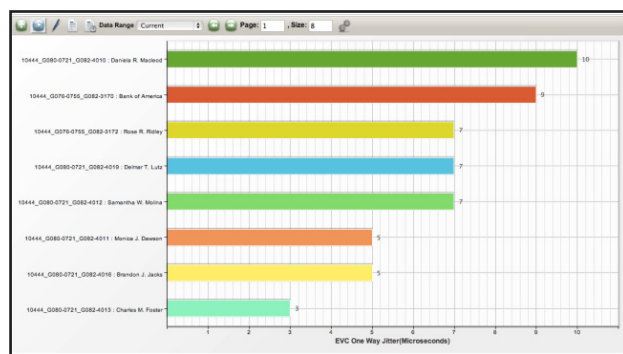 Data Range Current Page: 1 , Size: 8
10444_G080-0721_G082-4010 : Daniela R. Macleod 10
10444_G076-0755_G082-3170 : Bank of America 9
10444_G076-0755_G082-3172 : Rose R. Ridley 7
10444_G080-0721_G082-4019 : Delmar T. Lutz 7
10444_G080-0721_G082-4012 : Samantha W. Molina 7
10444_G080-0721_G082-4011 : Monica J. Dawson 5
10444_G080-0721_G082-4016 : Brandon J. Jacks 5
10444_G080-0721_G082-4013 : Charles M. Foster 3
1 2 3 4 5 6 7 8 9 10
EVC One Way Jitter(Microseconds)